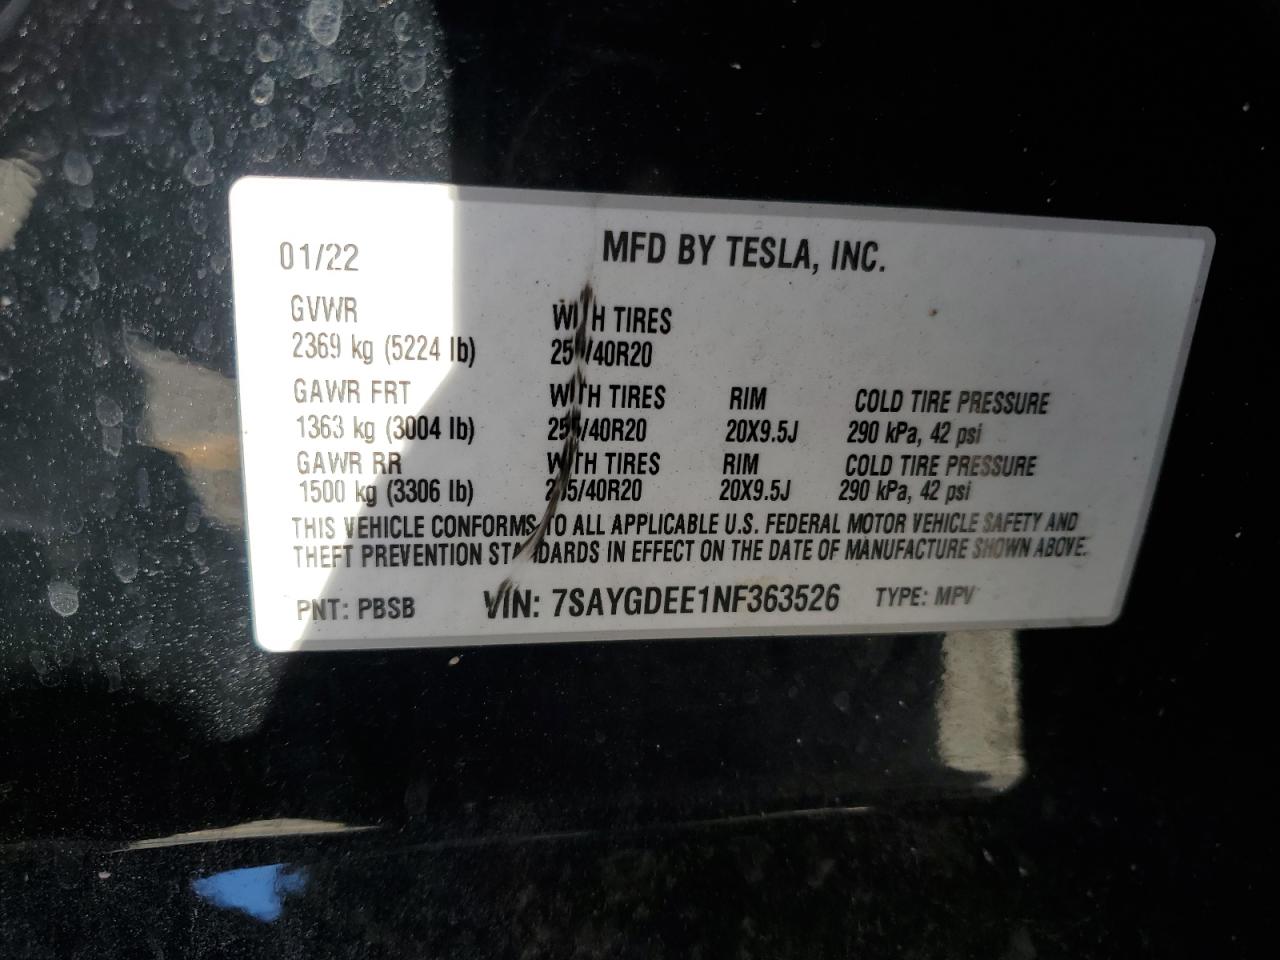 01/22 MFD BY TESLA, INC.
GVWR WITH TIRES
2369 kg (5224 lb) 255/40R20
GAWR FRT WITH TIRES RIM COLD TIRE PRESSURE
1363 kg (3004 lb) 255/40R20 20X9.5J 290 kPa, 42 psi
GAWR RR WITH TIRES RIM COLD TIRE PRESSURE
1500 kg (3306 lb) 255/40R20 20X9.5J 290 kPa, 42 psi
THIS VEHICLE CONFORMS TO ALL APPLICABLE U.S. FEDERAL MOTOR VEHICLE SAFETY AND
THEFT PREVENTION STANDARDS IN EFFECT ON THE DATE OF MANUFACTURE SHOWN ABOVE.
PNT: PBSB VIN: 7SAYGDEE1NF363526 TYPE: MPV